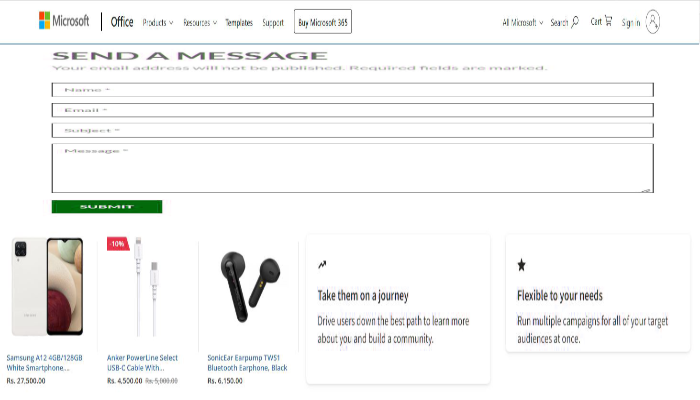 Microsoft Office Products Resources Templates Support Buy Microsoft 365 All Microsoft Search Cart Sign in
SEND A MESSAGE
Your email address will not be published. Required fields are marked.
Name *
Email *
Subject *
Message *
SUBMIT
-10%
Samsung A12 4GB/128GB
White Smartphone,...
Rs. 27,500.00
Anker PowerLine Select
USB-C Cable With...
Rs. 4,500.00 Rs. 5,000.00
SonicEar Earpump TWS1
Bluetooth Earphone, Black
Rs. 6,150.00
Take them on a journey
Drive users down the best path to learn more
about you and build a community.
Flexible to your needs
Run multiple campaigns for all of your target
audiences at once.